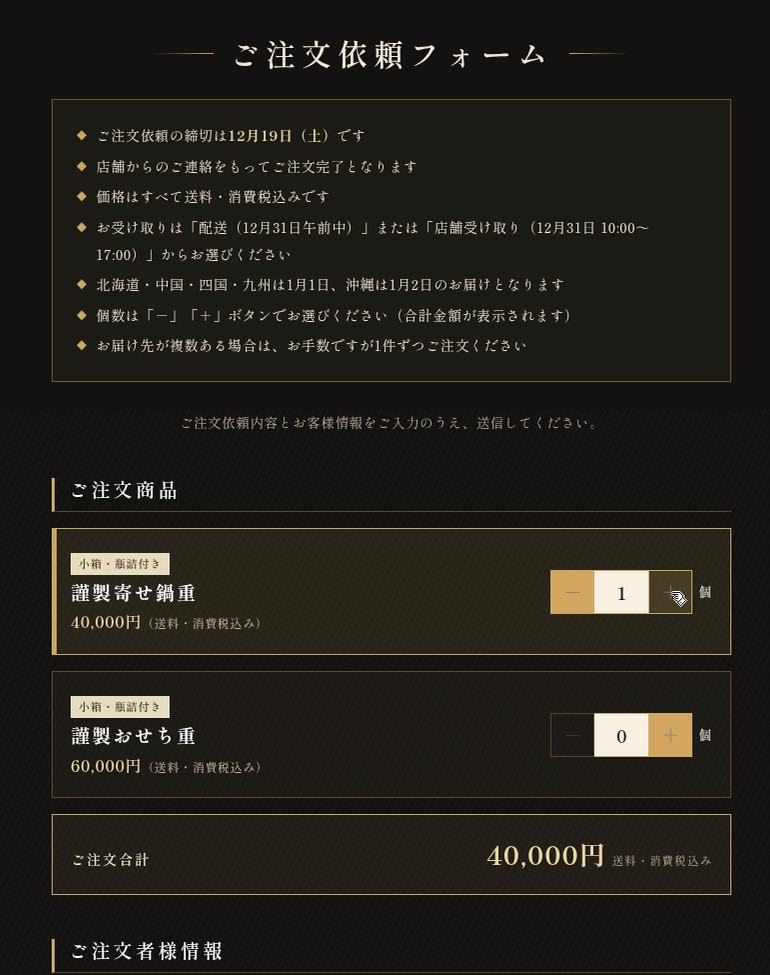 ご注文依頼フォーム
◆ ご注文依頼の締切は12月19日（土）です
◆ 店舗からのご連絡をもってご注文完了となります
◆ 価格はすべて送料・消費税込みです
◆ お受け取りは「配送（12月31日午前中）」または「店舗受け取り（12月31日 10:00〜
17:00）」からお選びください
◆ 北海道・中国・四国・九州は1月1日、沖縄は1月2日のお届けとなります
◆ 個数は「－」「＋」ボタンでお選びください（合計金額が表示されます）
◆ お届け先が複数ある場合は、お手数ですが1件ずつご注文ください
ご注文依頼内容とお客様情報をご入力のうえ、送信してください。
ご注文商品
小箱・瓶詰付き
謹製寄せ鍋重
40,000円（送料・消費税込み）
－ 1 ＋ 個
小箱・瓶詰付き
謹製おせち重
60,000円（送料・消費税込み）
－ 0 ＋ 個
ご注文合計 40,000円 送料・消費税込み
ご注文者様情報